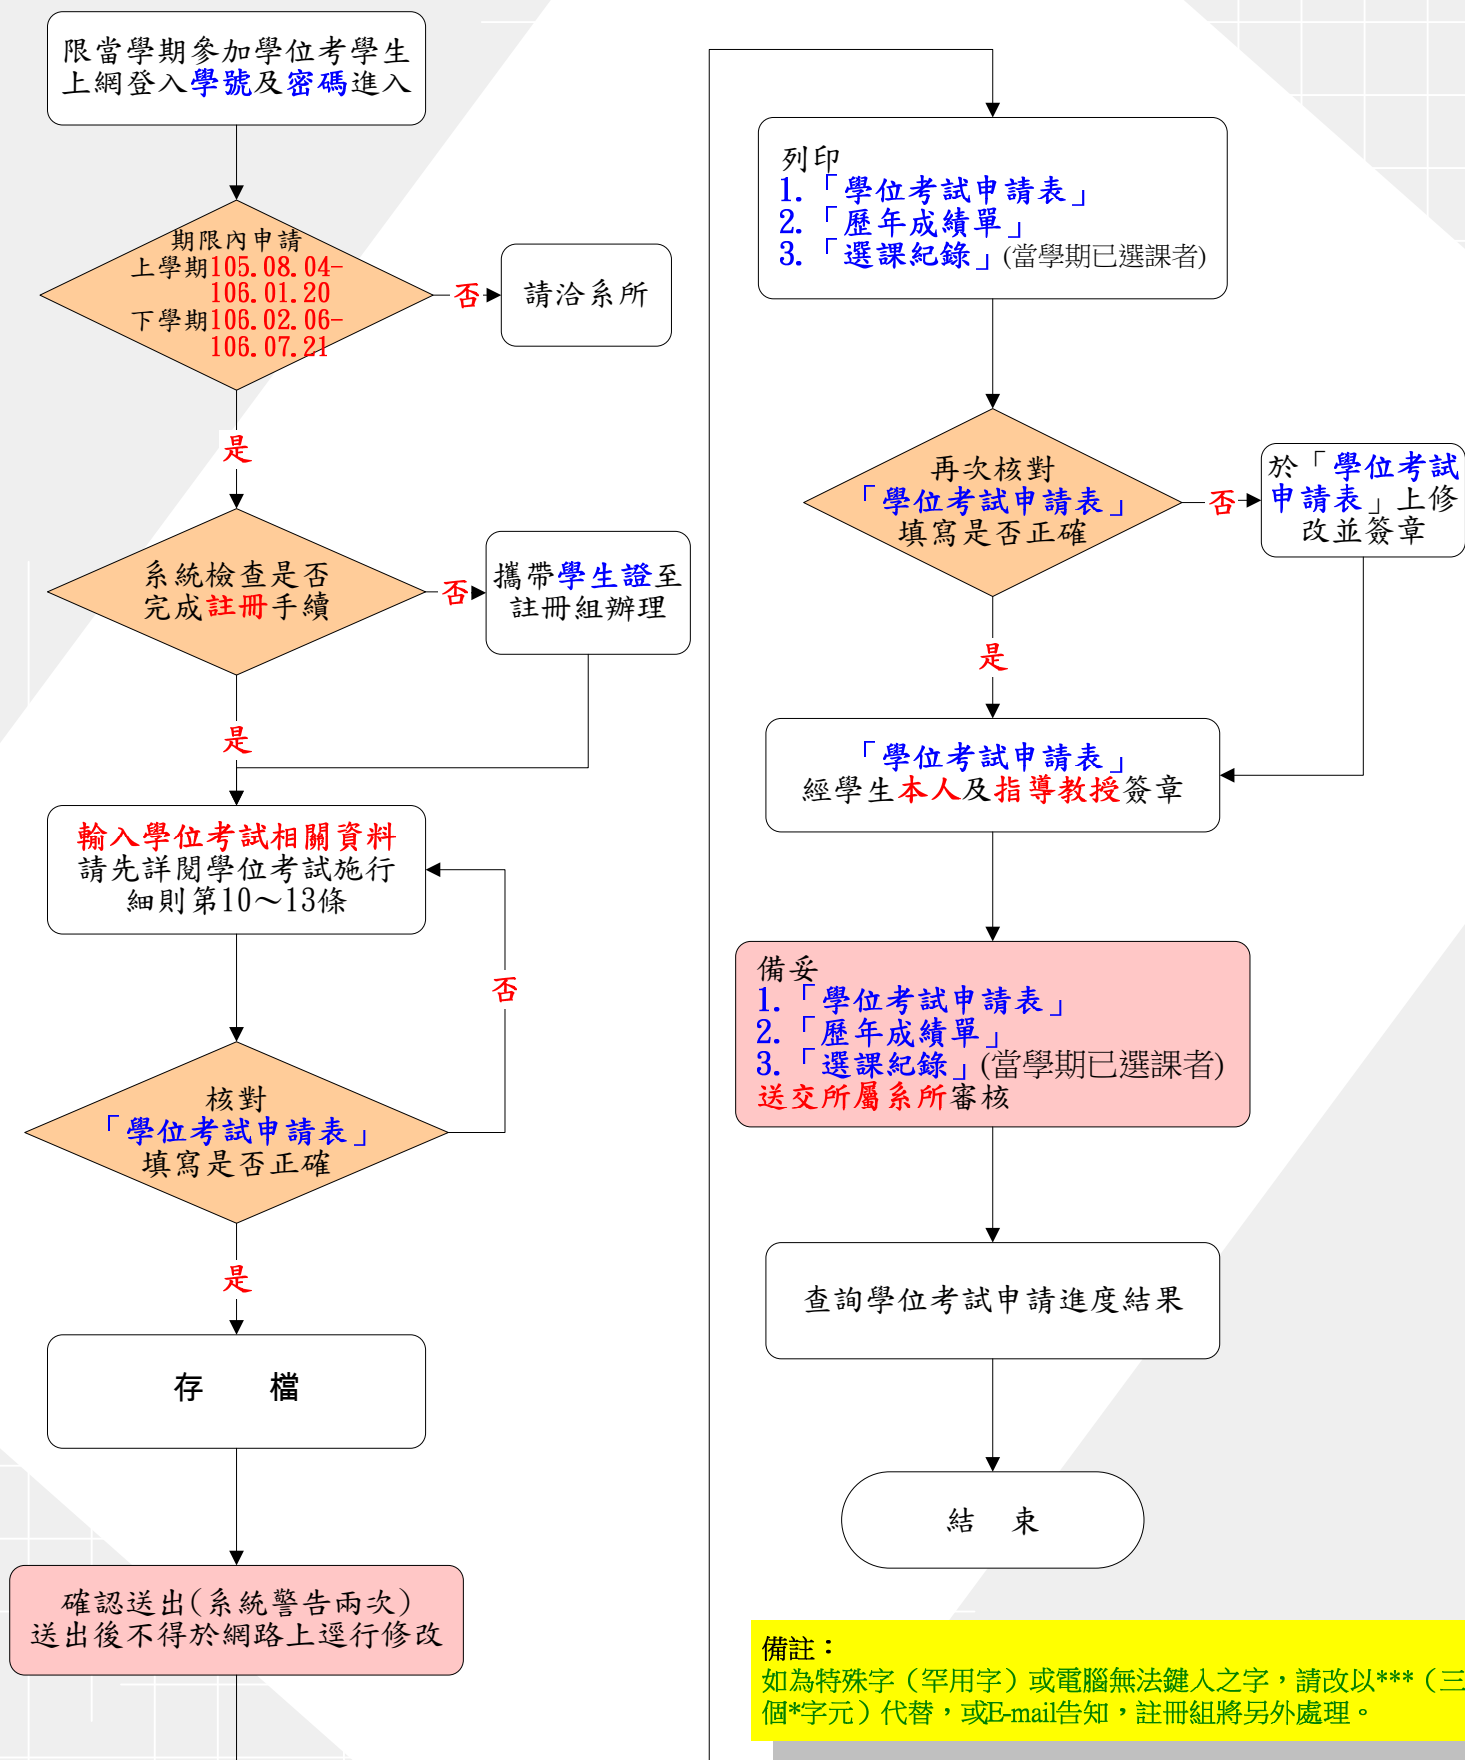 限當學期參加學位考學生
上網登入學號及密碼進入
期限內申請
上學期105.08.04-
106.01.20
下學期106.02.06-
106.07.21
否
請洽系所
是
系統檢查是否
完成註冊手續
否
攜帶學生證至
註冊組辦理
是
輸入學位考試相關資料
請先詳閱學位考試施行
細則第10～13條
否
核對
「學位考試申請表」
填寫是否正確
是
存 檔
確認送出(系統警告兩次)
送出後不得於網路上逕行修改
列印
1.「學位考試申請表」
2.「歷年成績單」
3.「選課紀錄」(當學期已選課者)
再次核對
「學位考試申請表」
填寫是否正確
否
於「學位考試
申請表」上修
改並簽章
是
「學位考試申請表」
經學生本人及指導教授簽章
備妥
1.「學位考試申請表」
2.「歷年成績單」
3.「選課紀錄」(當學期已選課者)
送交所屬系所審核
查詢學位考試申請進度結果
結 束
備註：
如為特殊字（罕用字）或電腦無法鍵入之字，請改以***（三
個*字元）代替，或E-mail告知，註冊組將另外處理。